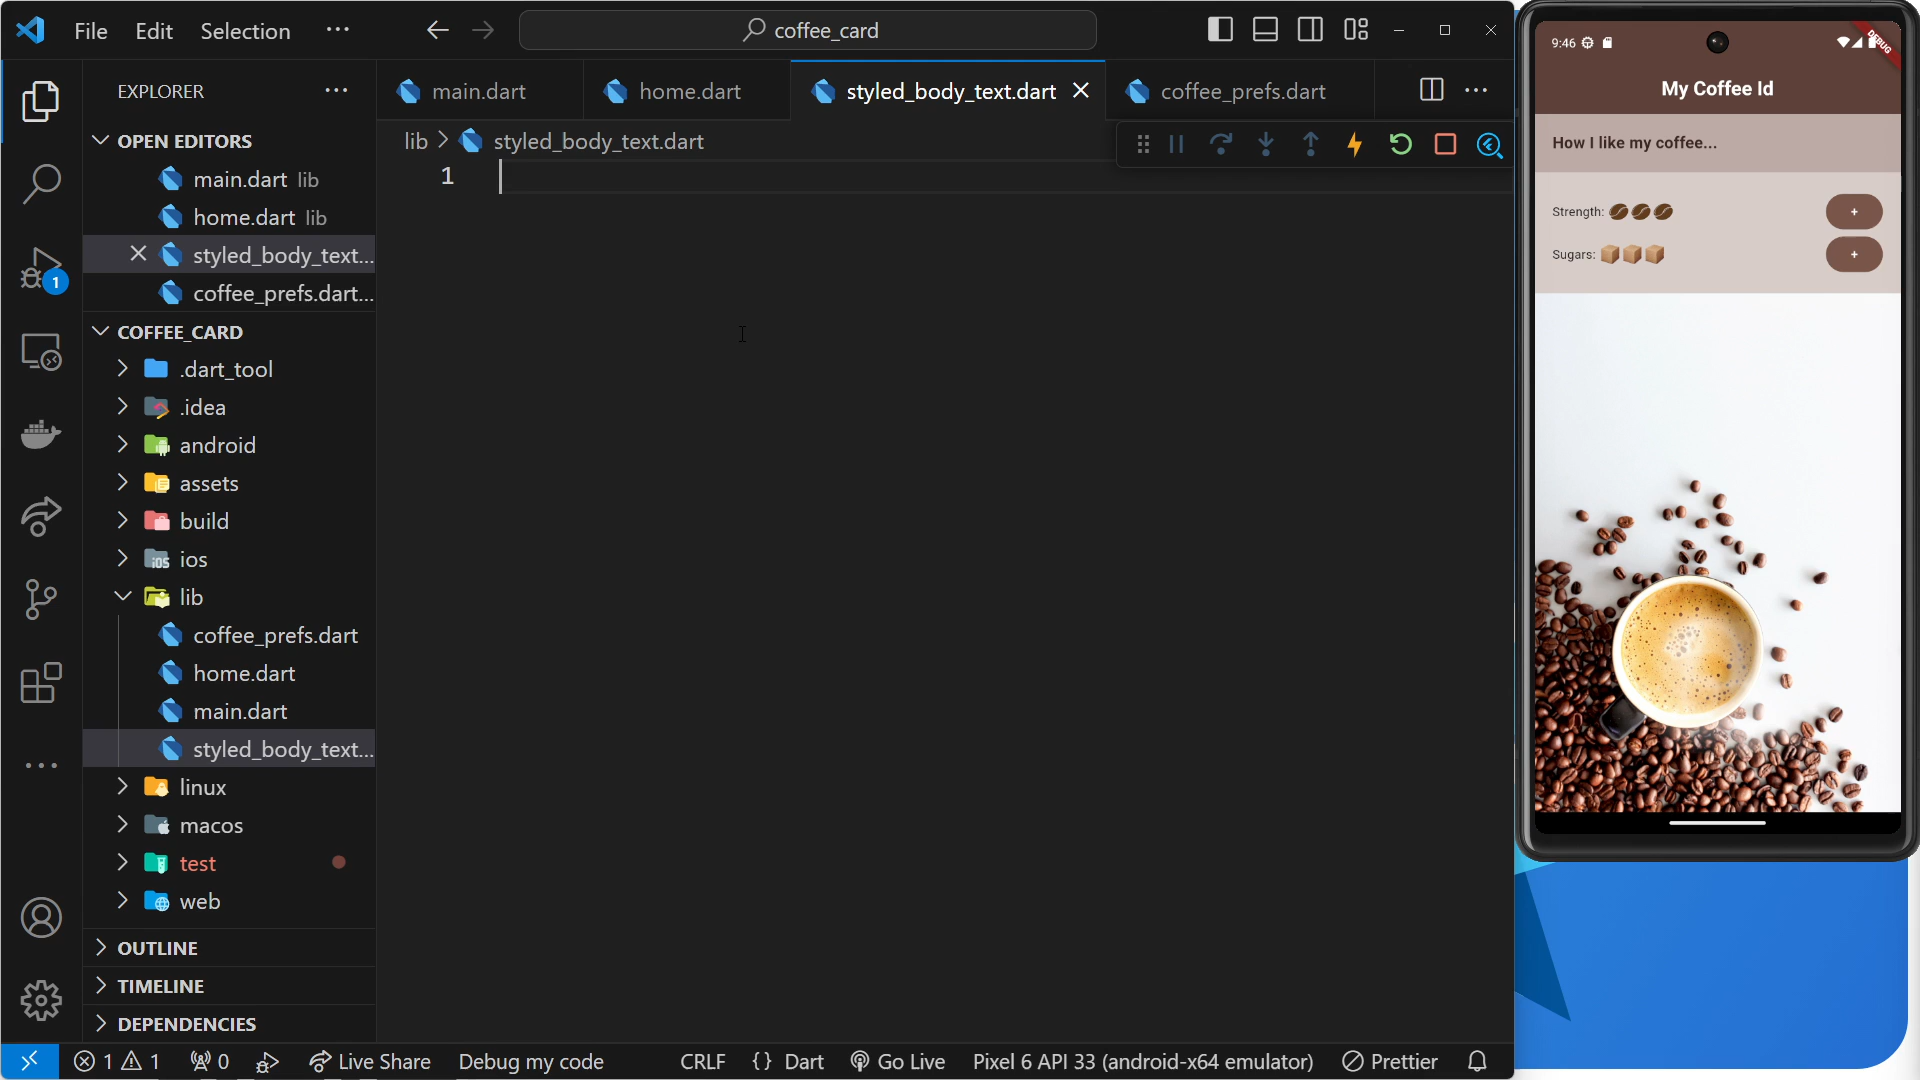 File Edit Selection ···
coffee_card
EXPLORER
main.dart
home.dart
styled_body_text.dart
coffee_prefs.dart
OPEN EDITORS
main.dart lib
home.dart lib
styled_body_text...
coffee_prefs.dart...
lib > styled_body_text.dart
1
COFFEE_CARD
.dart_tool
.idea
android
assets
build
ios
lib
coffee_prefs.dart
home.dart
main.dart
styled_body_text...
linux
macos
test
web
OUTLINE
TIMELINE
DEPENDENCIES
1
1 1 0 Live Share Debug my code CRLF {} Dart Go Live Pixel 6 API 33 (android-x64 emulator) Prettier
9:46
DEBUG
My Coffee Id
How I like my coffee...
Strength: +
Sugars: +